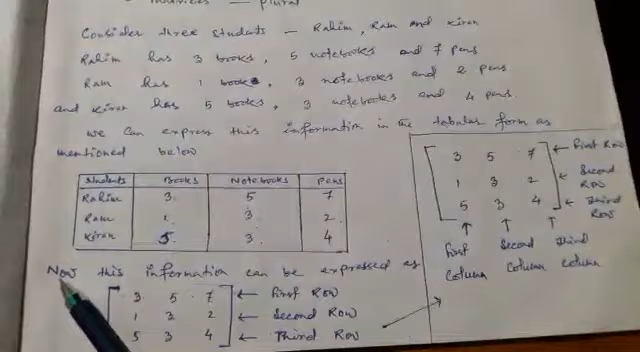 matrices — plural
Consider three students — Rahim, Ram and Kiran
Rahim has 3 books, 5 notebooks and 7 pens
Ram has 1 book, 3 notebooks and 2 pens
and Kiran has 5 books, 3 notebooks and 4 pens.
we can express this information in the tabular form as
mentioned below
Students Books Notebooks Pens
Rahim 3 5 7
Ram 1 3 2
Kiran 5 3 4
Now this information can be expressed as
3 5 7 ← First Row
1 3 2 ← Second Row
5 3 4 ← Third Row
3 5 7 ← First Row
1 3 2 ← Second Row
5 3 4 ← Third Row
↑ ↑ ↑
First Second Third
Column Column Column